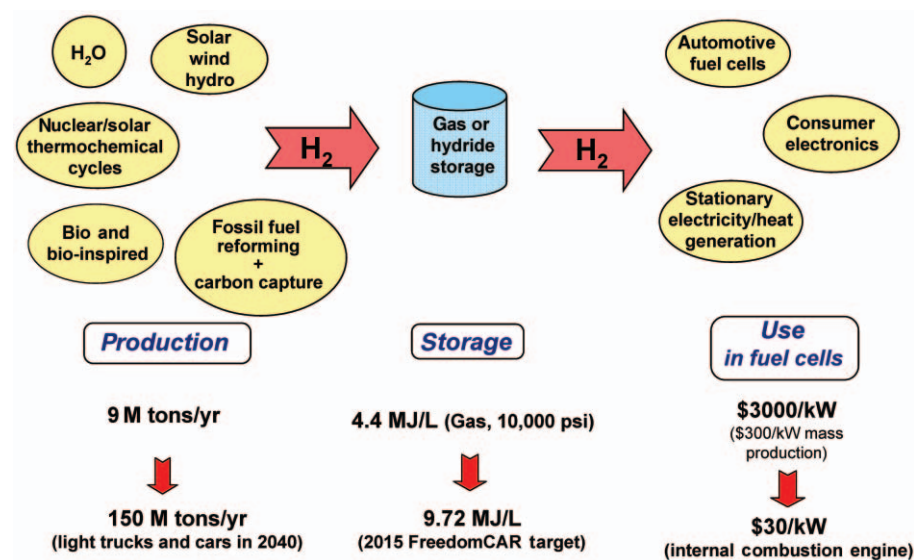 H₂O
Solar
wind
hydro
Nuclear/solar
thermochemical
cycles
Bio and
bio-inspired
Fossil fuel
reforming
+
carbon capture
H₂
Gas or
hydride
storage
H₂
Automotive
fuel cells
Consumer
electronics
Stationary
electricity/heat
generation
Production
Storage
Use
in fuel cells
9 M tons/yr
4.4 MJ/L (Gas, 10,000 psi)
$3000/kW
($300/kW mass
production)
150 M tons/yr
(light trucks and cars in 2040)
9.72 MJ/L
(2015 FreedomCAR target)
$30/kW
(internal combustion engine)